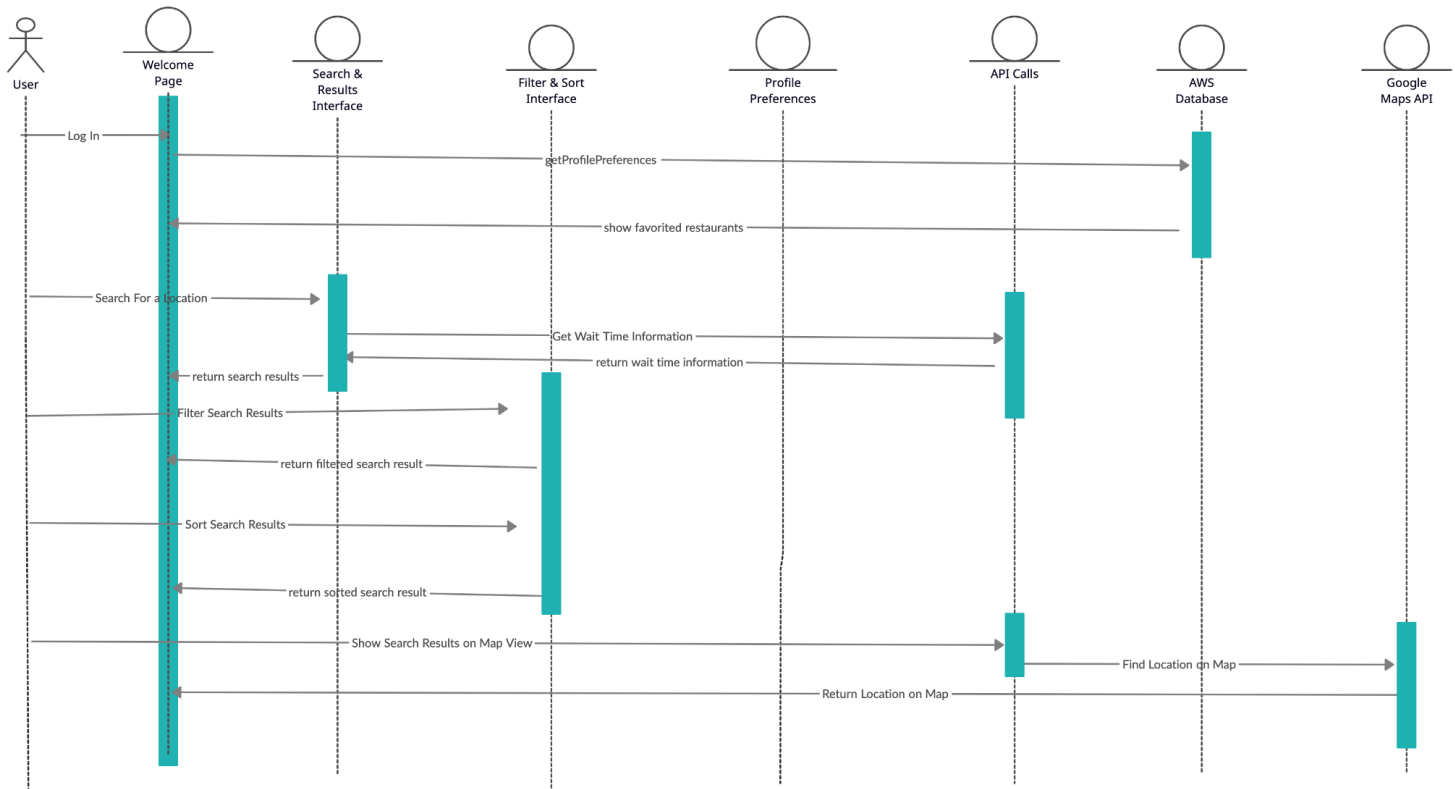 User
Welcome
Page
Search &
Results
Interface
Filter & Sort
Interface
Profile
Preferences
API Calls
AWS
Database
Google
Maps API
Log In
getProfilePreferences
show favorited restaurants
Search For a Location
Get Wait Time Information
return wait time information
return search results
Filter Search Results
return filtered search result
Sort Search Results
return sorted search result
Show Search Results on Map View
Find Location on Map
Return Location on Map